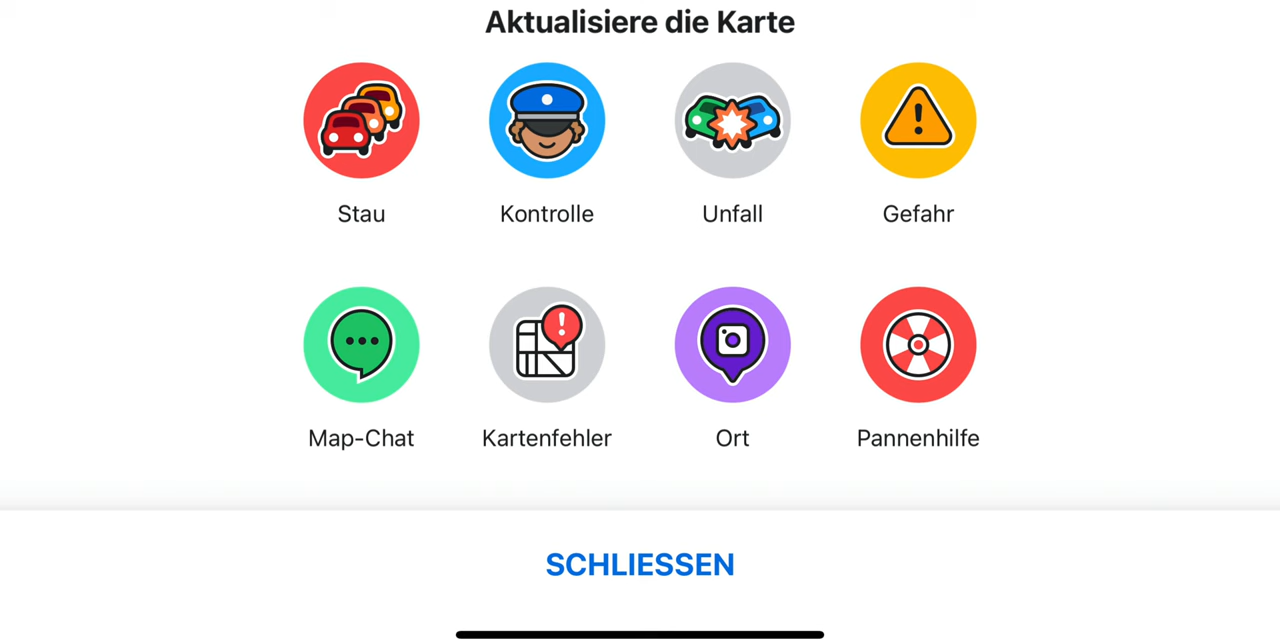 Aktualisiere die Karte
Stau
Kontrolle
Unfall
Gefahr
Map-Chat
Kartenfehler
Ort
Pannenhilfe
SCHLIESSEN